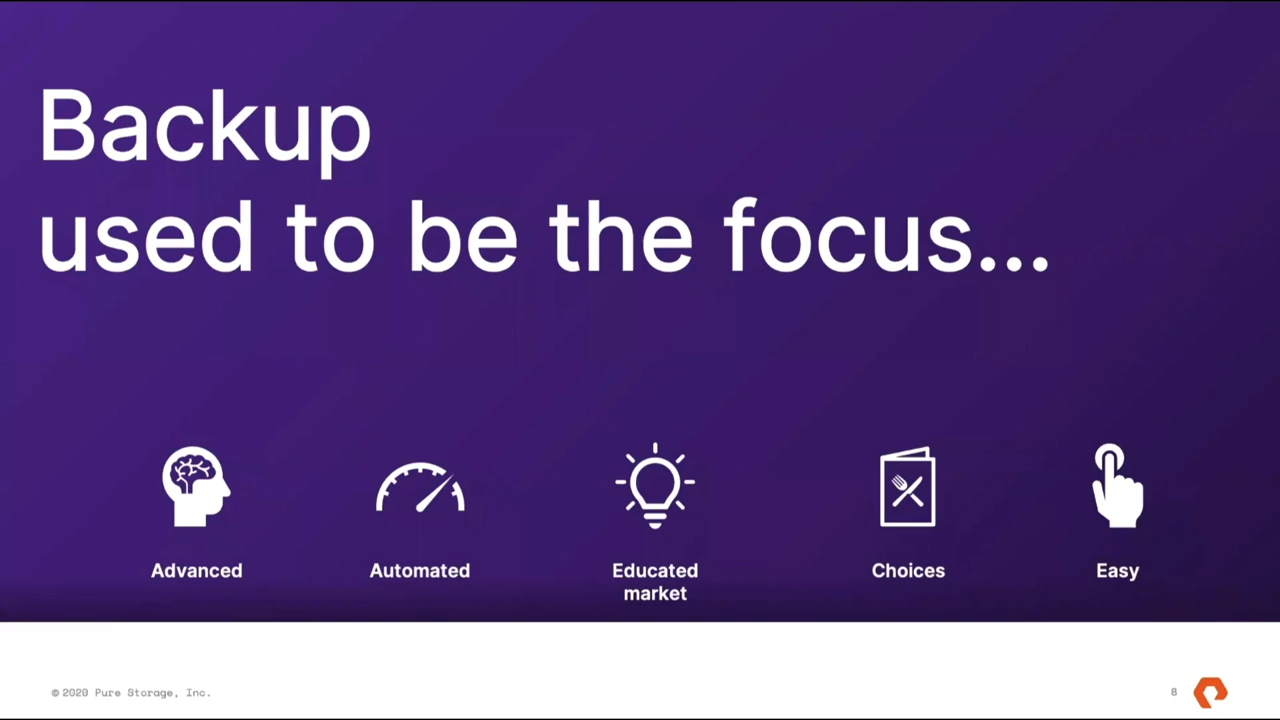 Backup
used to be the focus...
Advanced
Automated
Educated
market
Choices
Easy
© 2020 Pure Storage, Inc.
8